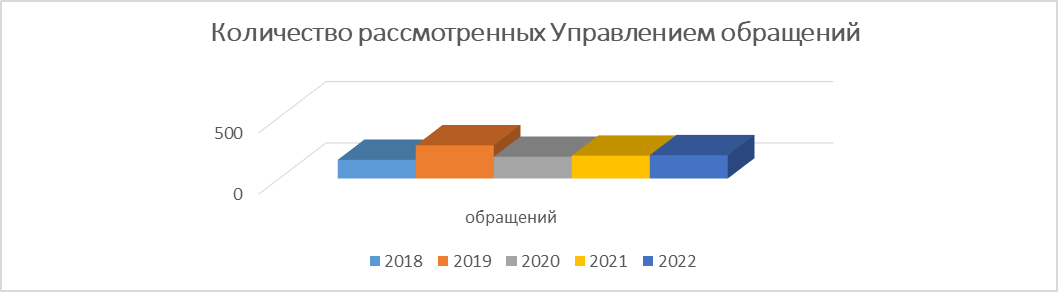 Количество рассмотренных Управлением обращений
500
0
обращений
2018 2019 2020 2021 2022